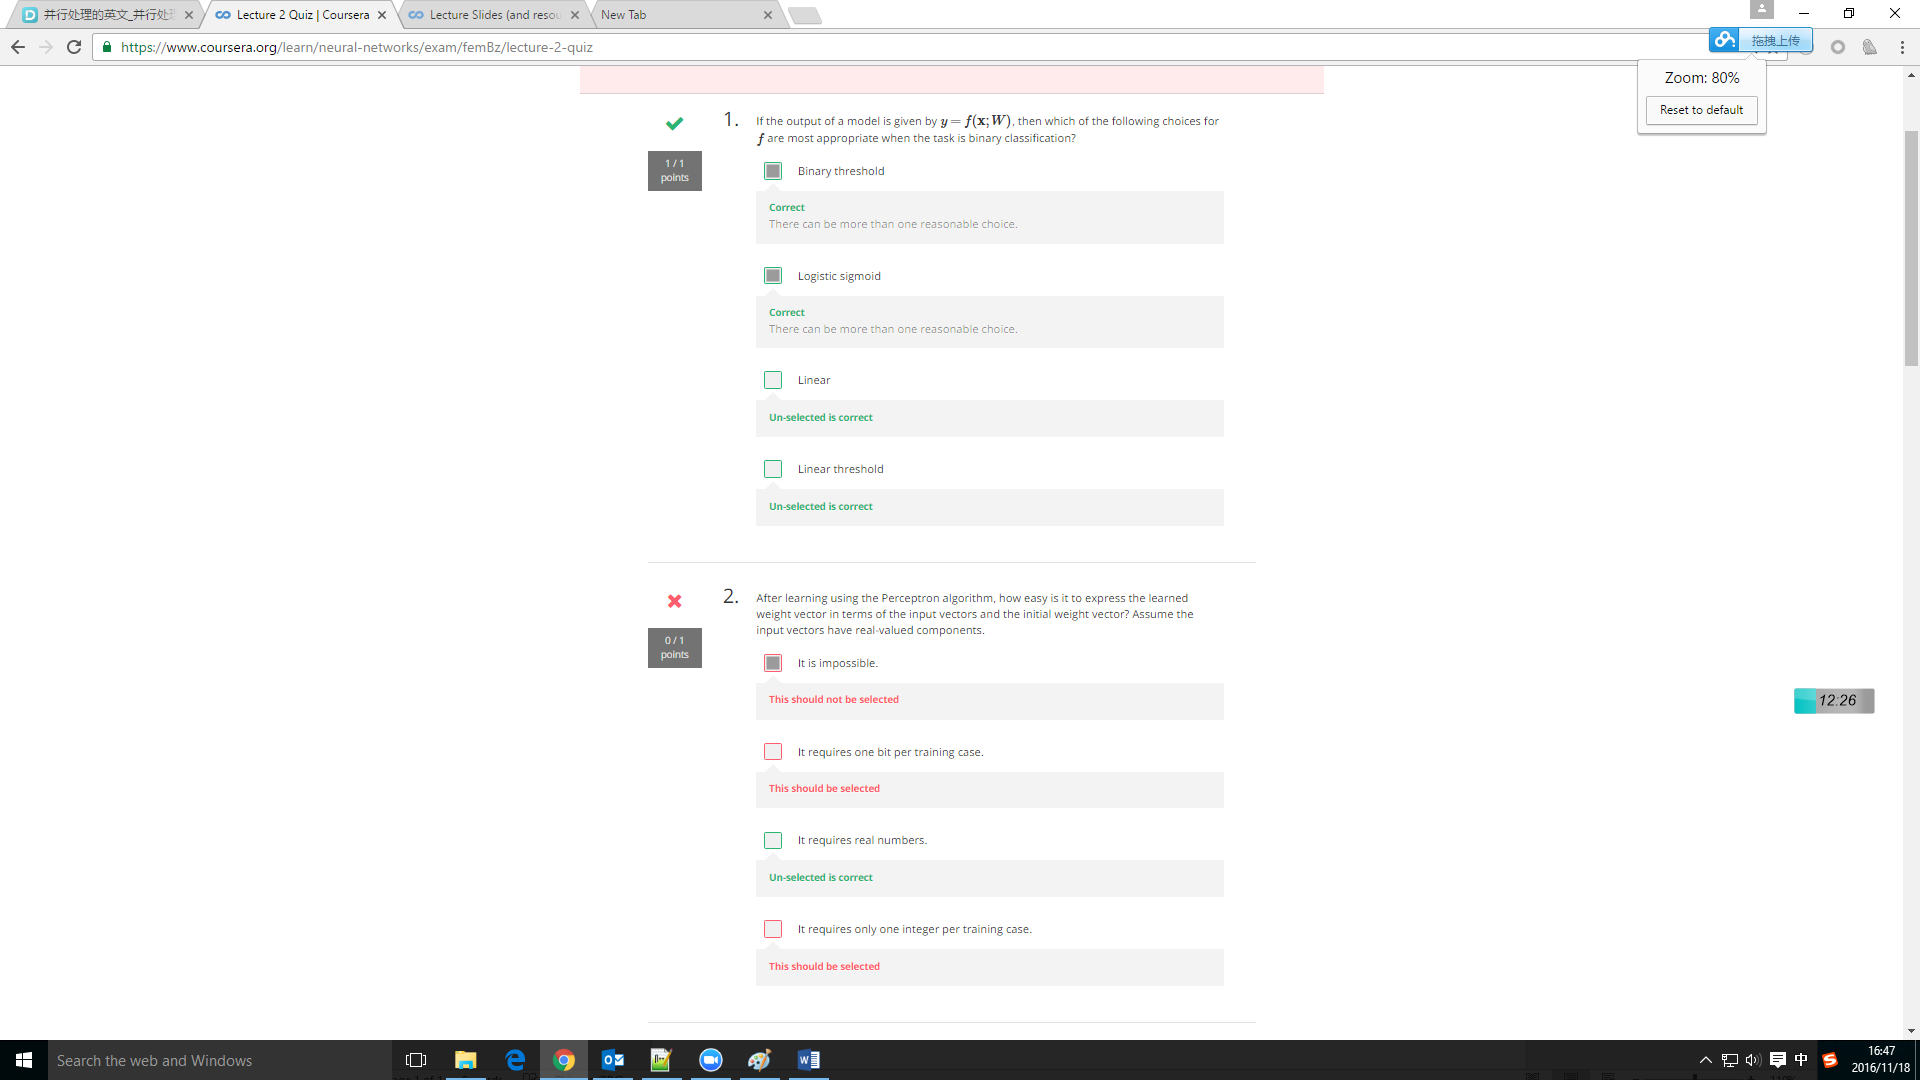 并行处理的英文_并行处
Lecture 2 Quiz | Coursera
Lecture Slides (and resou
New Tab
https://www.coursera.org/learn/neural-networks/exam/femBz/lecture-2-quiz
拖拽上传
Zoom: 80%
Reset to default
1. If the output of a model is given by y = f(x; W), then which of the following choices for
f are most appropriate when the task is binary classification?
1 / 1
points
Binary threshold
Correct
There can be more than one reasonable choice.
Logistic sigmoid
Correct
There can be more than one reasonable choice.
Linear
Un-selected is correct
Linear threshold
Un-selected is correct
2. After learning using the Perceptron algorithm, how easy is it to express the learned
weight vector in terms of the input vectors and the initial weight vector? Assume the
input vectors have real-valued components.
0 / 1
points
It is impossible.
This should not be selected
It requires one bit per training case.
This should be selected
It requires real numbers.
Un-selected is correct
It requires only one integer per training case.
This should be selected
12:26
Search the web and Windows
中
16:47
2016/11/18